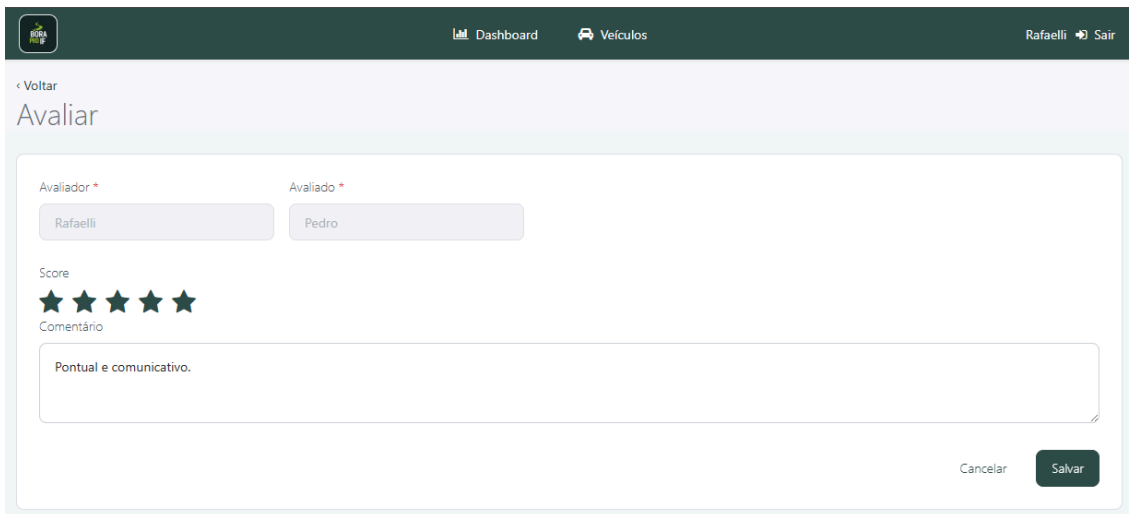 BORA
PRO IF
Dashboard
Veículos
Rafaelli
Sair
‹ Voltar
Avaliar
Avaliador *
Avaliado *
Rafaelli
Pedro
Score
Comentário
Pontual e comunicativo.
Cancelar
Salvar